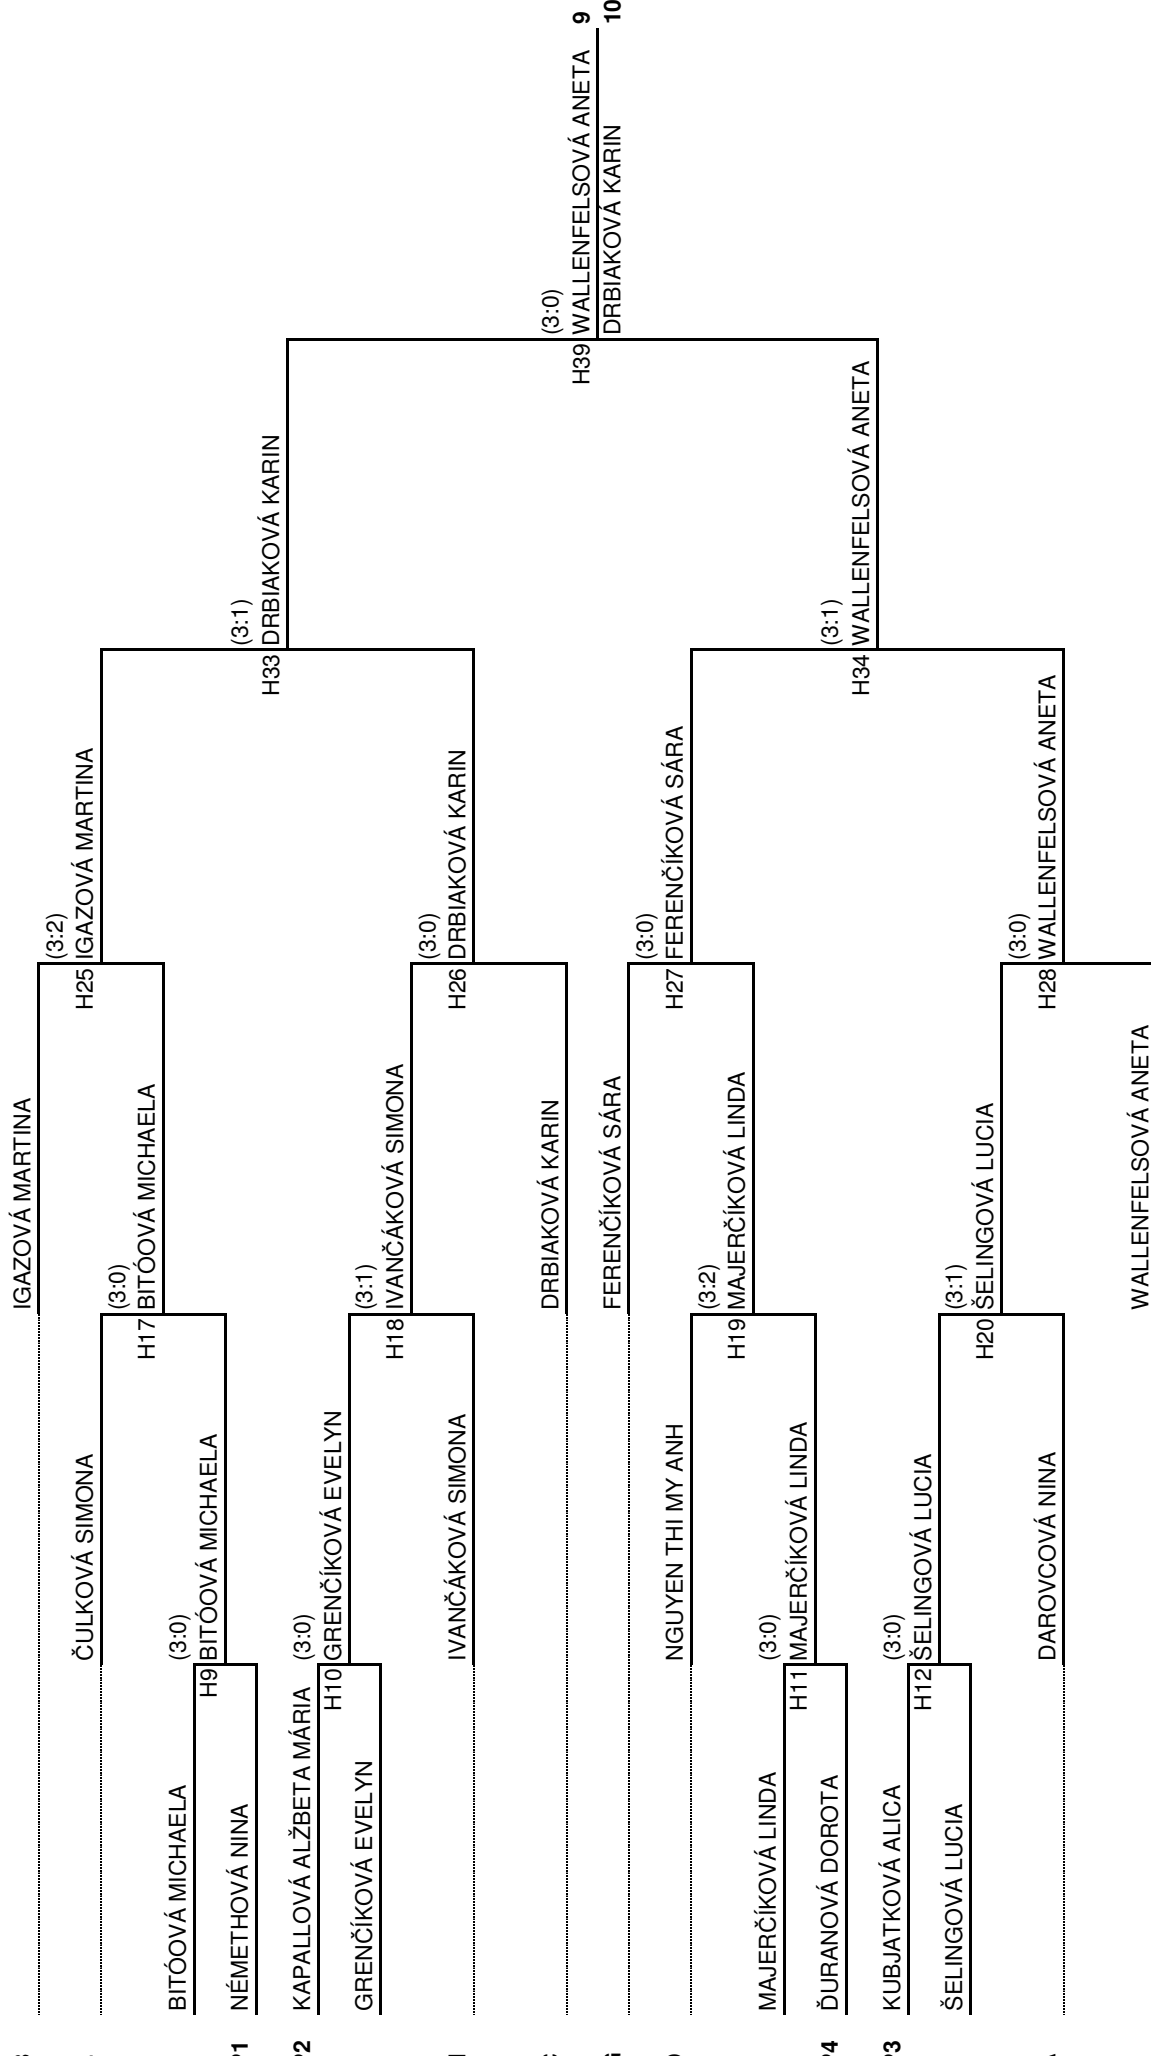 IGAZOVÁ MARTINA
ČULKOVÁ SIMONA
BITÓOVÁ MICHAELA
NÉMETHOVÁ NINA
H9
(3:0)
BITÓOVÁ MICHAELA
H17
(3:0)
BITÓOVÁ MICHAELA
H25
(3:2)
IGAZOVÁ MARTINA
KAPALLOVÁ ALŽBETA MÁRIA
GRENČÍKOVÁ EVELYN
H10
(3:0)
GRENČÍKOVÁ EVELYN
IVANČÁKOVÁ SIMONA
H18
(3:1)
IVANČÁKOVÁ SIMONA
DRBIAKOVÁ KARIN
H26
(3:0)
DRBIAKOVÁ KARIN
H33
(3:1)
DRBIAKOVÁ KARIN
FERENČÍKOVÁ SÁRA
NGUYEN THI MY ANH
MAJERČÍKOVÁ LINDA
ĎURANOVÁ DOROTA
H11
(3:0)
MAJERČÍKOVÁ LINDA
H19
(3:2)
MAJERČÍKOVÁ LINDA
H27
(3:0)
FERENČÍKOVÁ SÁRA
KUBJATKOVÁ ALICA
ŠELINGOVÁ LUCIA
H12
(3:0)
ŠELINGOVÁ LUCIA
DAROVCOVÁ NINA
H20
(3:1)
ŠELINGOVÁ LUCIA
WALLENFELSOVÁ ANETA
H28
(3:0)
WALLENFELSOVÁ ANETA
H34
(3:1)
WALLENFELSOVÁ ANETA
H39
(3:0)
WALLENFELSOVÁ ANETA 9
DRBIAKOVÁ KARIN 10